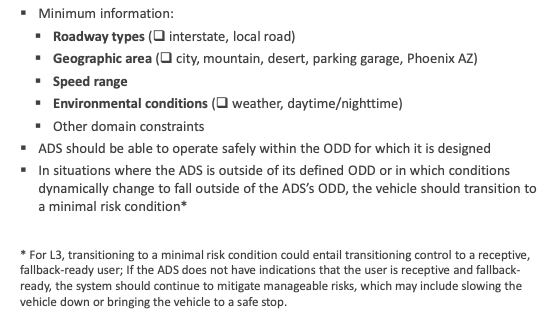 ▪ Minimum information:
▪ Roadway types (❑ interstate, local road)
▪ Geographic area (❑ city, mountain, desert, parking garage, Phoenix AZ)
▪ Speed range
▪ Environmental conditions (❑ weather, daytime/nighttime)
▪ Other domain constraints
▪ ADS should be able to operate safely within the ODD for which it is designed
▪ In situations where the ADS is outside of its defined ODD or in which conditions
dynamically change to fall outside of the ADS’s ODD, the vehicle should transition to
a minimal risk condition*
* For L3, transitioning to a minimal risk condition could entail transitioning control to a receptive,
fallback-ready user; If the ADS does not have indications that the user is receptive and fallback-
ready, the system should continue to mitigate manageable risks, which may include slowing the
vehicle down or bringing the vehicle to a safe stop.